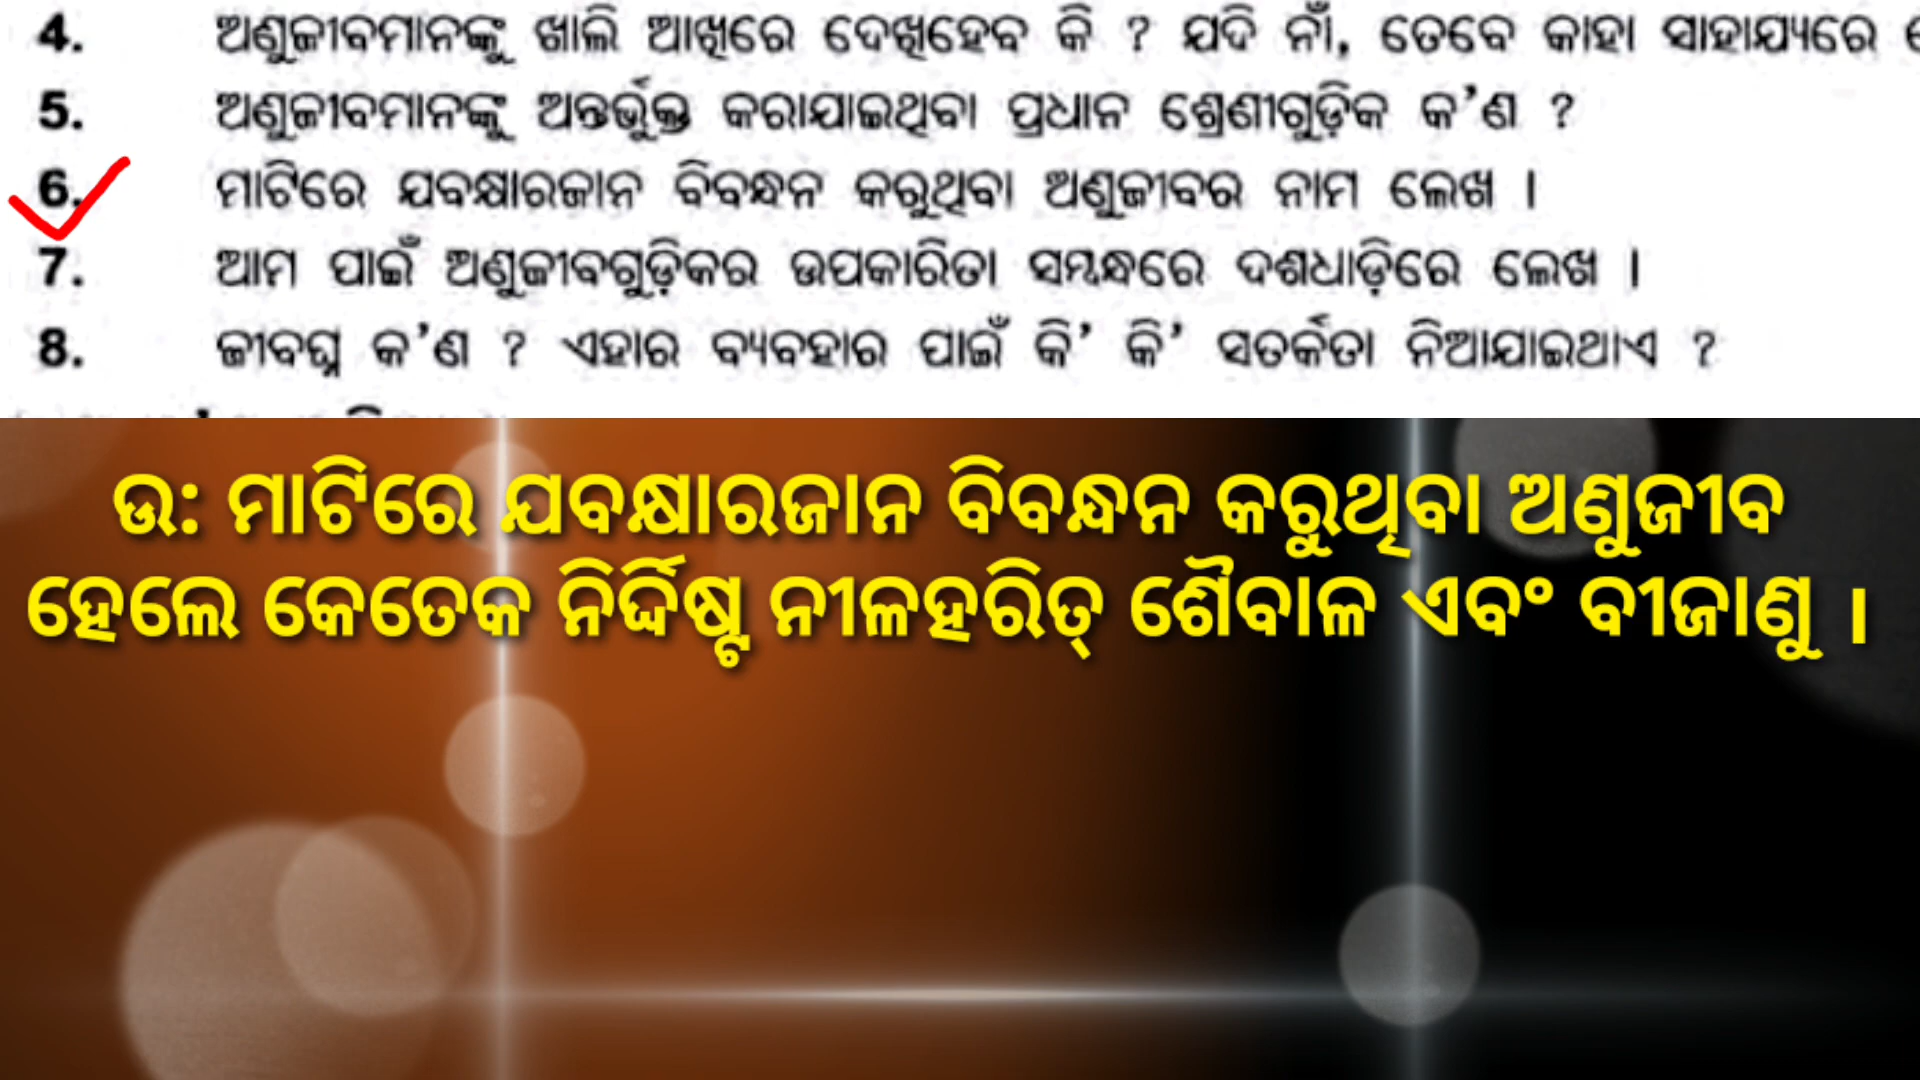 4. ଅଣୁଜୀବମାନଙ୍କୁ ଖାଲି ଆଖିରେ ଦେଖିହେବ କି ? ଯଦି ନାଁ, ତେବେ କାହା ସାହାଯ୍ୟରେ
5. ଅଣୁଜୀବମାନଙ୍କୁ ଅନ୍ତର୍ଭୁକ୍ତ କରାଯାଇଥିବା ପ୍ରଧାନ ଶ୍ରେଣୀଗୁଡ଼ିକ କ’ଣ ?
6. ମାଟିରେ ଯବକ୍ଷାରଜାନ ବିବନ୍ଧନ କରୁଥିବା ଅଣୁଜୀବର ନାମ ଲେଖ ।
7. ଆମ ପାଇଁ ଅଣୁଜୀବଗୁଡ଼ିକର ଉପକାରିତା ସମ୍ବନ୍ଧରେ ଦଶଧାଡ଼ିରେ ଲେଖ ।
8. ଜୀବଘ୍ନ କ’ଣ ? ଏହାର ବ୍ୟବହାର ପାଇଁ କି’ କି’ ସତର୍କତା ନିଆଯାଇଥାଏ ?
ଉ: ମାଟିରେ ଯବକ୍ଷାରଜାନ ବିବନ୍ଧନ କରୁଥିବା ଅଣୁଜୀବ
ହେଲେ କେତେକ ନିର୍ଦ୍ଦିଷ୍ଟ ନୀଳହରିତ୍ ଶୈବାଳ ଏବଂ ବୀଜାଣୁ ।